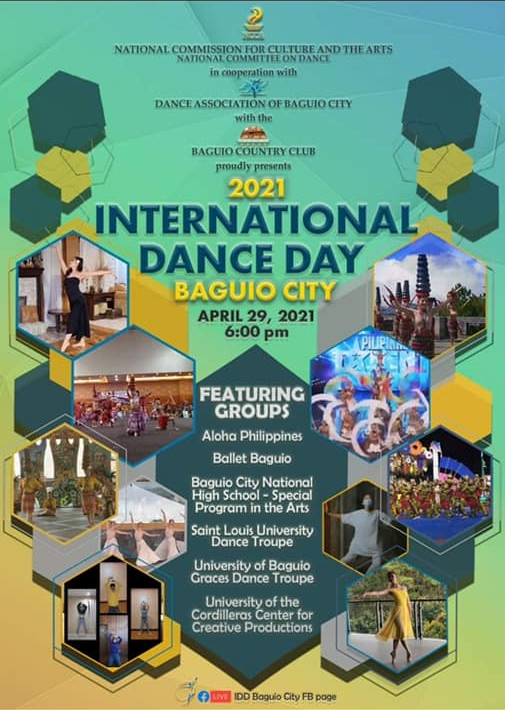 NCCA
NATIONAL COMMISSION FOR CULTURE AND THE ARTS
NATIONAL COMMITTEE ON DANCE
in cooperation with
DANCE ASSOCIATION OF BAGUIO CITY
with the
BAGUIO COUNTRY CLUB
proudly presents
2021
INTERNATIONAL
DANCE DAY
BAGUIO CITY
APRIL 29, 2021
6:00 pm
PILIPINAS
FEATURING
GROUPS
Aloha Philippines
Ballet Baguio
Baguio City National
High School - Special
Program in the Arts
Saint Louis University
Dance Troupe
University of Baguio
Graces Dance Troupe
University of the
Cordilleras Center for
Creative Productions
LIVE IDD Baguio City FB page